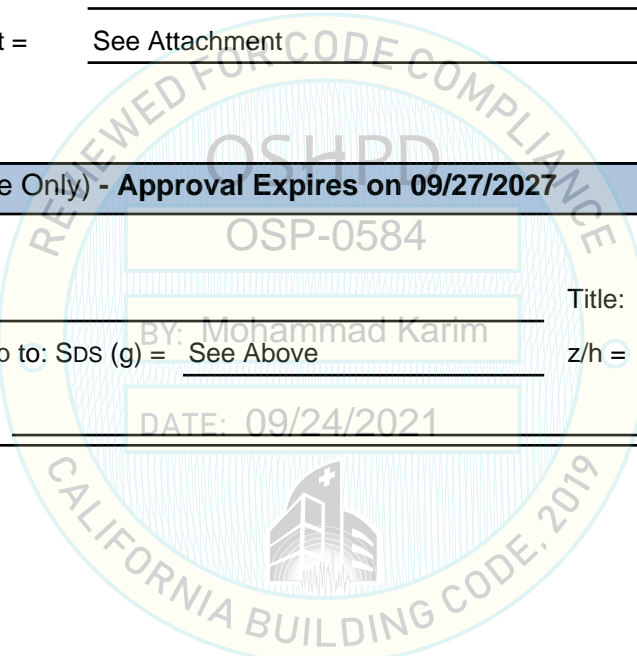 t = See Attachment
REVIEWED FOR CODE COMPLIANCE
OSHPD
e Only) - Approval Expires on 09/27/2027
OSP-0584
Title:
BY: Mohammad Karim
o to: SDS (g) = See Above z/h =
DATE: 09/24/2021
CALIFORNIA BUILDING CODE, 2019